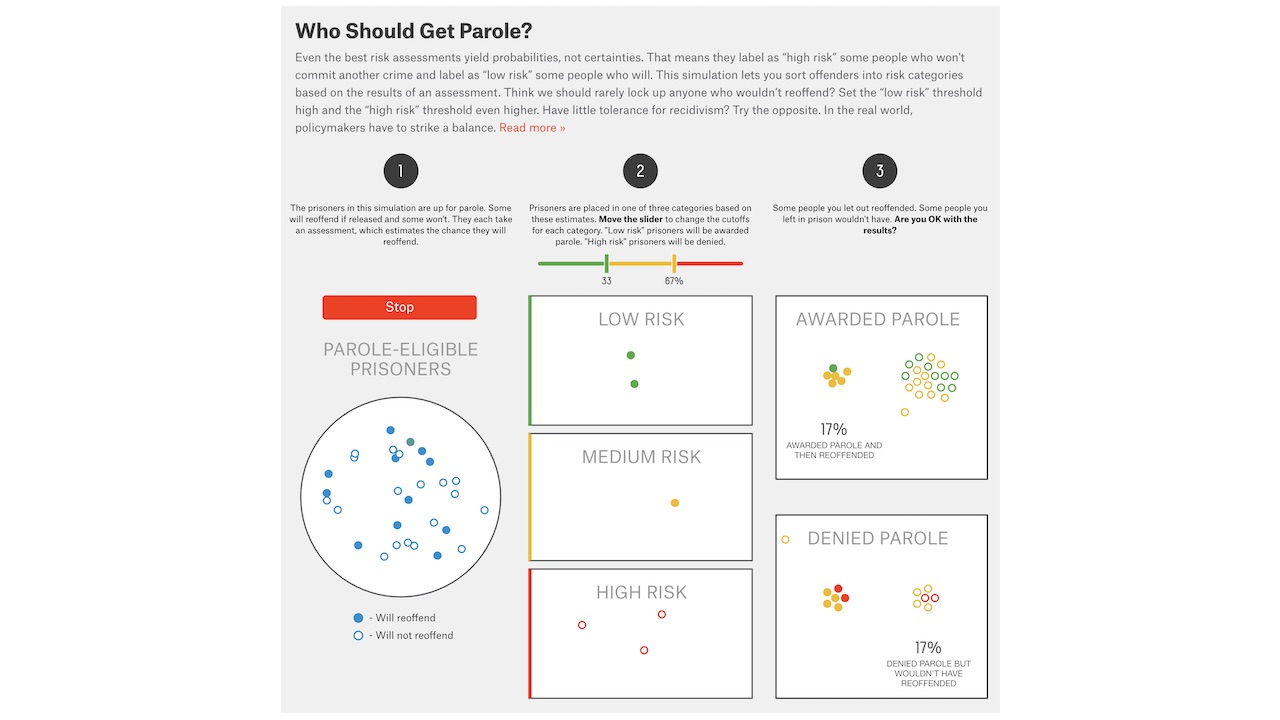 Who Should Get Parole?
Even the best risk assessments yield probabilities, not certainties. That means they label as “high risk” some people who won’t
commit another crime and label as “low risk” some people who will. This simulation lets you sort offenders into risk categories
based on the results of an assessment. Think we should rarely lock up anyone who wouldn’t reoffend? Set the “low risk” threshold
high and the “high risk” threshold even higher. Have little tolerance for recidivism? Try the opposite. In the real world,
policymakers have to strike a balance. Read more »
1
The prisoners in this simulation are up for parole. Some
will reoffend if released and some won't. They each take
an assessment, which estimates the chance they will
reoffend.
2
Prisoners are placed in one of three categories based on
these estimates. Move the slider to change the cutoffs
for each category. "Low risk" prisoners will be awarded
parole. "High risk" prisoners will be denied.
33
67%
3
Some people you let out reoffended. Some people you
left in prison wouldn't have. Are you OK with the
results?
Stop
PAROLE-ELIGIBLE
PRISONERS
- Will reoffend
- Will not reoffend
LOW RISK
MEDIUM RISK
HIGH RISK
AWARDED PAROLE
17%
AWARDED PAROLE AND
THEN REOFFENDED
DENIED PAROLE
17%
DENIED PAROLE BUT
WOULDN'T HAVE
REOFFENDED